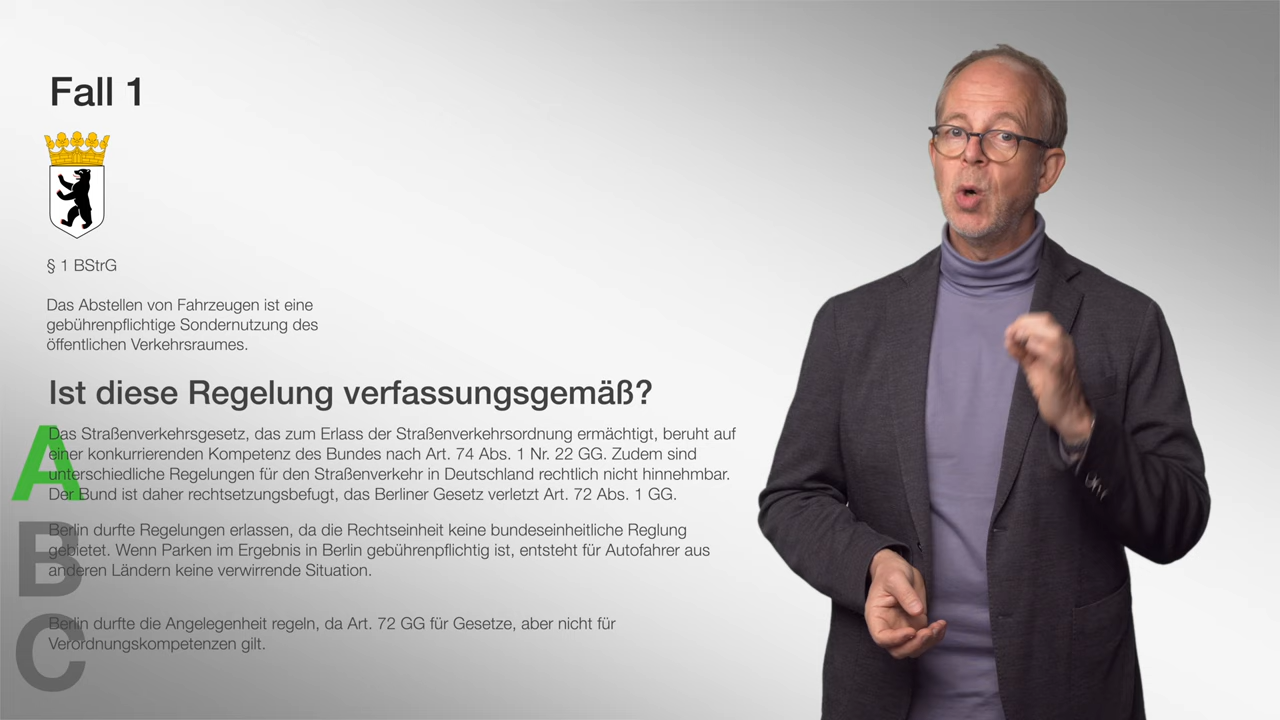 Fall 1
§ 1 BStrG
Das Abstellen von Fahrzeugen ist eine
gebührenpflichtige Sondernutzung des
öffentlichen Verkehrsraumes.
Ist diese Regelung verfassungsgemäß?
A
Das Straßenverkehrsgesetz, das zum Erlass der Straßenverkehrsordnung ermächtigt, beruht auf
einer konkurrierenden Kompetenz des Bundes nach Art. 74 Abs. 1 Nr. 22 GG. Zudem sind
unterschiedliche Regelungen für den Straßenverkehr in Deutschland rechtlich nicht hinnehmbar.
Der Bund ist daher rechtsetzungsbefugt, das Berliner Gesetz verletzt Art. 72 Abs. 1 GG.
B
Berlin durfte Regelungen erlassen, da die Rechtseinheit keine bundeseinheitliche Reglung
gebietet. Wenn Parken im Ergebnis in Berlin gebührenpflichtig ist, entsteht für Autofahrer aus
anderen Ländern keine verwirrende Situation.
C
Berlin durfte die Angelegenheit regeln, da Art. 72 GG für Gesetze, aber nicht für
Verordnungskompetenzen gilt.